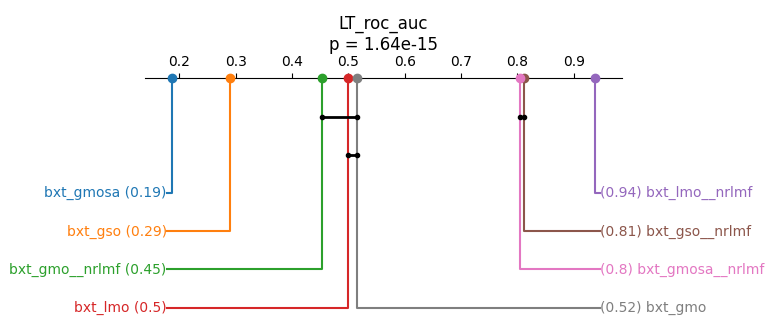 LT_roc_auc
p = 1.64e-15
0.2 0.3 0.4 0.5 0.6 0.7 0.8 0.9
bxt_gmosa (0.19) (0.94) bxt_lmo__nrlmf
bxt_gso (0.29) (0.81) bxt_gso__nrlmf
bxt_gmo__nrlmf (0.45) (0.8) bxt_gmosa__nrlmf
bxt_lmo (0.5) (0.52) bxt_gmo